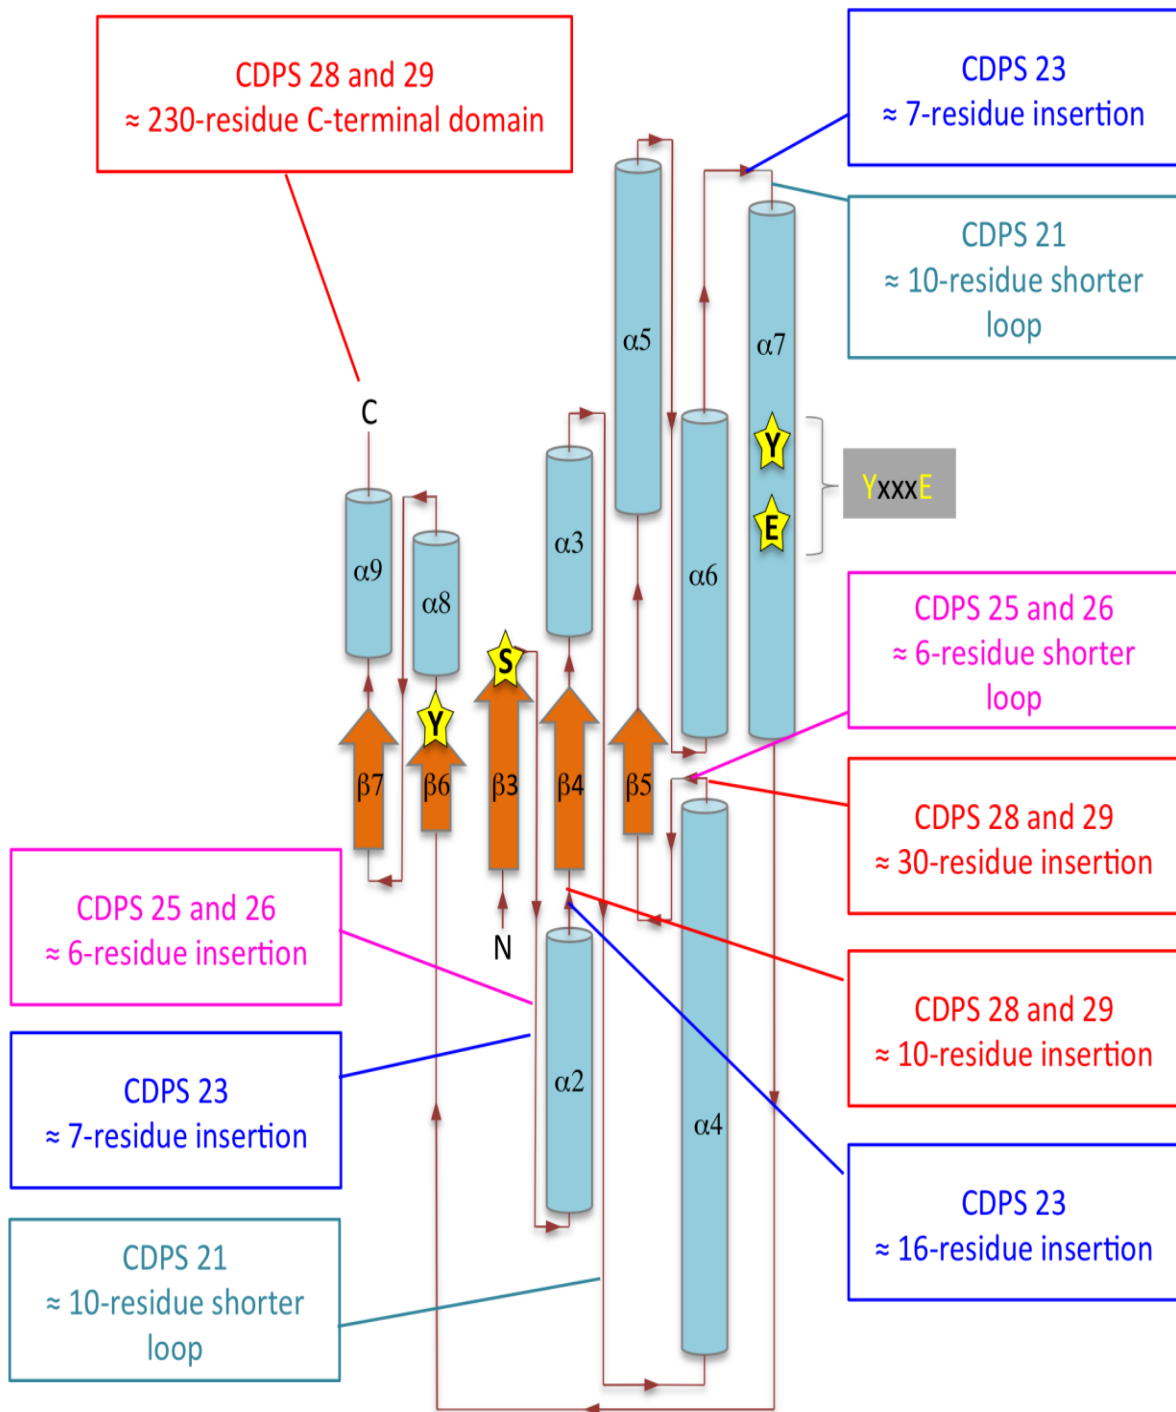 CDPS 28 and 29
≈ 230-residue C-terminal domain
CDPS 23
≈ 7-residue insertion
CDPS 21
≈ 10-residue shorter
loop
α5
α7
C
Y
YxxxE
E
α3
α9
α6
α8
CDPS 25 and 26
≈ 6-residue shorter
loop
S
Y
β7
β6
β3
β4
β5
CDPS 28 and 29
≈ 30-residue insertion
CDPS 25 and 26
≈ 6-residue insertion
N
CDPS 28 and 29
≈ 10-residue insertion
CDPS 23
≈ 7-residue insertion
α2
α4
CDPS 23
≈ 16-residue insertion
CDPS 21
≈ 10-residue shorter
loop